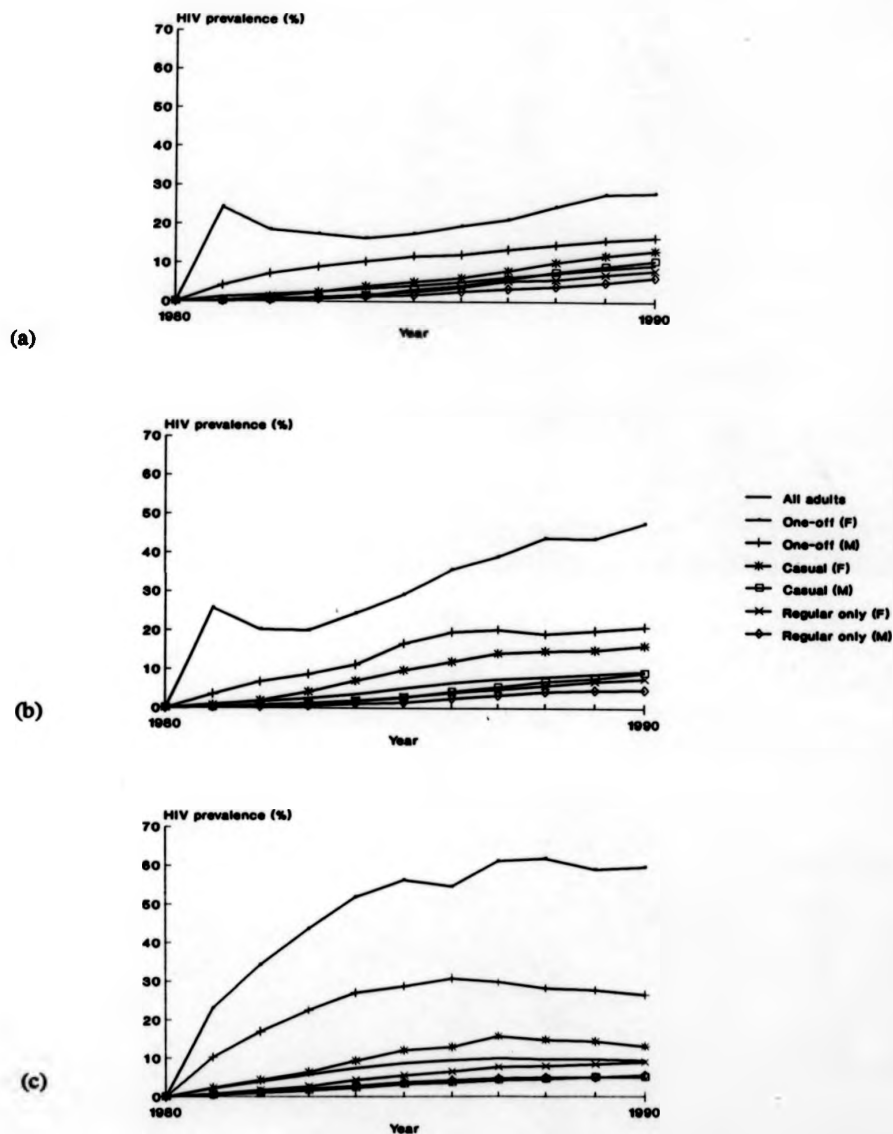 HIV prevalence (%)
70
60
50
40
30
20
10
0
1980
1990
Year
(a)
HIV prevalence (%)
70
60
50
40
30
20
10
0
1980
1990
Year
(b)
All adults
One-off (F)
One-off (M)
Casual (F)
Casual (M)
Regular only (F)
Regular only (M)
HIV prevalence (%)
70
60
50
40
30
20
10
0
1980
1990
Year
(c)